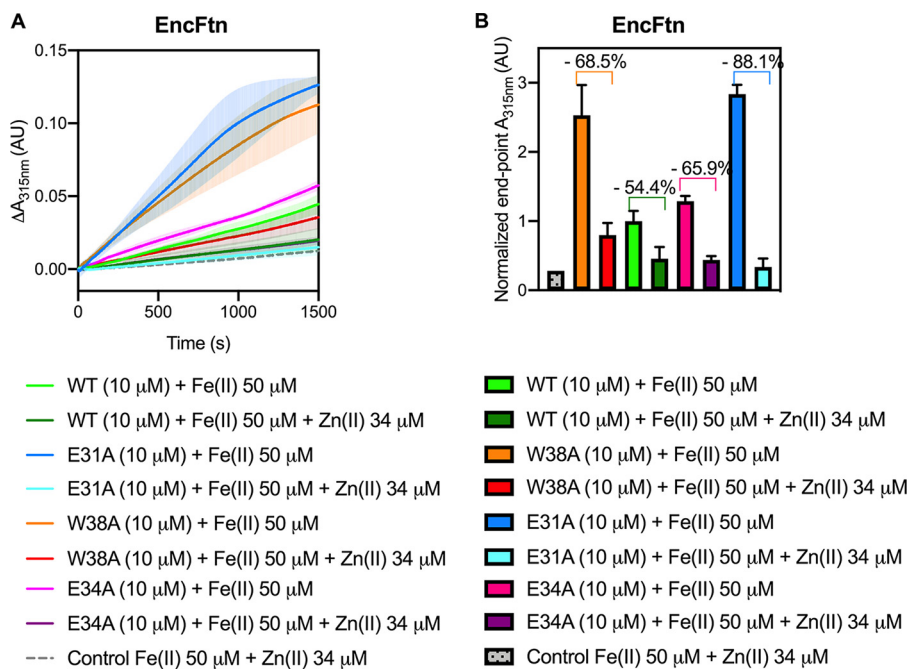 A
EncFtn
ΔA315nm (AU)
0.15
0.10
0.05
0.00
0
500
1000
1500
Time (s)
WT (10 μM) + Fe(II) 50 μM
WT (10 μM) + Fe(II) 50 μM + Zn(II) 34 μM
E31A (10 μM) + Fe(II) 50 μM
E31A (10 μM) + Fe(II) 50 μM + Zn(II) 34 μM
W38A (10 μM) + Fe(II) 50 μM
W38A (10 μM) + Fe(II) 50 μM + Zn(II) 34 μM
E34A (10 μM) + Fe(II) 50 μM
E34A (10 μM) + Fe(II) 50 μM + Zn(II) 34 μM
Control Fe(II) 50 μM + Zn(II) 34 μM
B
EncFtn
Normalized end-point A315nm (AU)
3
2
1
0
- 68.5%
- 54.4%
- 65.9%
- 88.1%
WT (10 μM) + Fe(II) 50 μM
WT (10 μM) + Fe(II) 50 μM + Zn(II) 34 μM
W38A (10 μM) + Fe(II) 50 μM
W38A (10 μM) + Fe(II) 50 μM + Zn(II) 34 μM
E31A (10 μM) + Fe(II) 50 μM
E31A (10 μM) + Fe(II) 50 μM + Zn(II) 34 μM
E34A (10 μM) + Fe(II) 50 μM
E34A (10 μM) + Fe(II) 50 μM + Zn(II) 34 μM
Control Fe(II) 50 μM + Zn(II) 34 μM